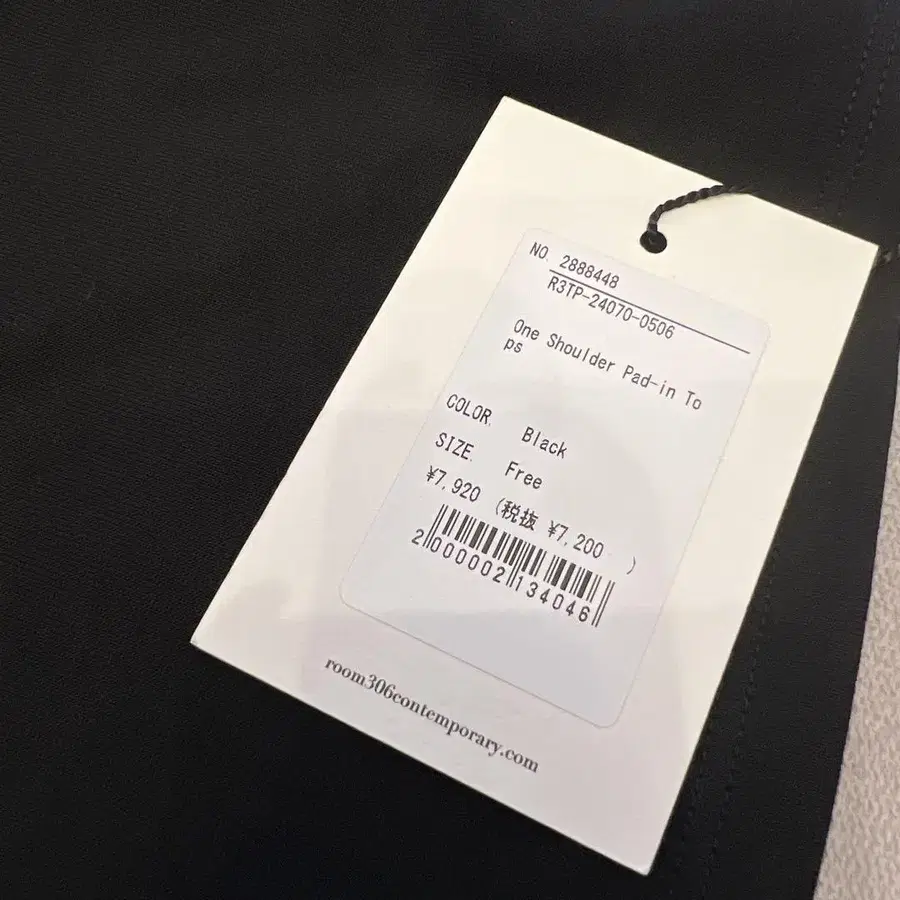 NO. 2888448
R3TP-24070-0506
One Shoulder Pad-in To
ps
COLOR. Black
SIZE. Free
¥7,920 (税抜 ¥7,200 )
2000002134046
room306contemporary.com